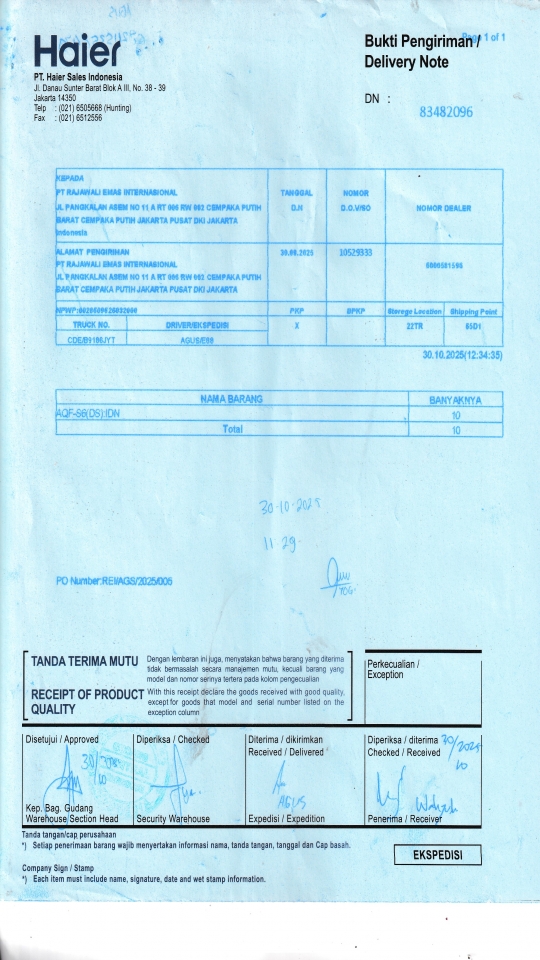 Haier
PT. Haier Sales Indonesia
Jl. Danau Sunter Barat Blok A III, No. 38 - 39
Jakarta 14350
Telp : (021) 6505668 (Hunting)
Fax : (021) 6512556
Page 1 of 1
Bukti Pengiriman /
Delivery Note
DN :
83482096
KEPADA
PT RAJAWALI EMAS INTERNASIONAL
JL PANGKALAN ASEM NO 11 A RT 006 RW 002 CEMPAKA PUTIH
BARAT CEMPAKA PUTIH JAKARTA PUSAT DKI JAKARTA
Indonesia
TANGGAL
D.N
NOMOR
D.O.V/SO
NOMOR DEALER
ALAMAT PENGIRIMAN
PT RAJAWALI EMAS INTERNASIONAL
JL PANGKALAN ASEM NO 11 A RT 006 RW 002 CEMPAKA PUTIH
BARAT CEMPAKA PUTIH JAKARTA PUSAT DKI JAKARTA
30.08.2025
10529333
NPWP:
PKP
DPKP
Storage Location
Shipping Point
TRUCK NO.
DRIVER/EKSPEDISI
X
22TR
65D1
CDE/B9186JYT
30.10.2025(12:34:35)
NAMA BARANG
BANYAKNYA
AQF-S6(DS):IDN
10
Total
10
30-10-2025
11.29
PO Number:REI/AGS/2025/006
TANDA TERIMA MUTU
Dengan lembaran ini juga, menyatakan bahwa barang yang diterima
tidak bermasalah secara manajemen mutu, kecuali barang yang
model dan nomor serinya tertera pada kolom pengecualian
RECEIPT OF PRODUCT
QUALITY
With this receipt declare the goods received with good quality,
except for goods that model and serial number listed on the
exception column
Perkecualian /
Exception
Disetujui / Approved
Diperiksa / Checked
Diterima / dikirimkan
Received / Delivered
Diperiksa / diterima
Checked / Received
30/2025
10
30/2025
10
AGUS
Kep. Bag. Gudang
Warehouse Section Head
Security Warehouse
Expedisi / Expedition
Penerima / Receiver
Tanda tangan/cap perusahaan
*) Setiap penerimaan barang wajib menyertakan informasi nama, tanda tangan, tanggal dan Cap basah.
EKSPEDISI
Company Sign / Stamp
*) Each item must include name, signature, date and wet stamp information.